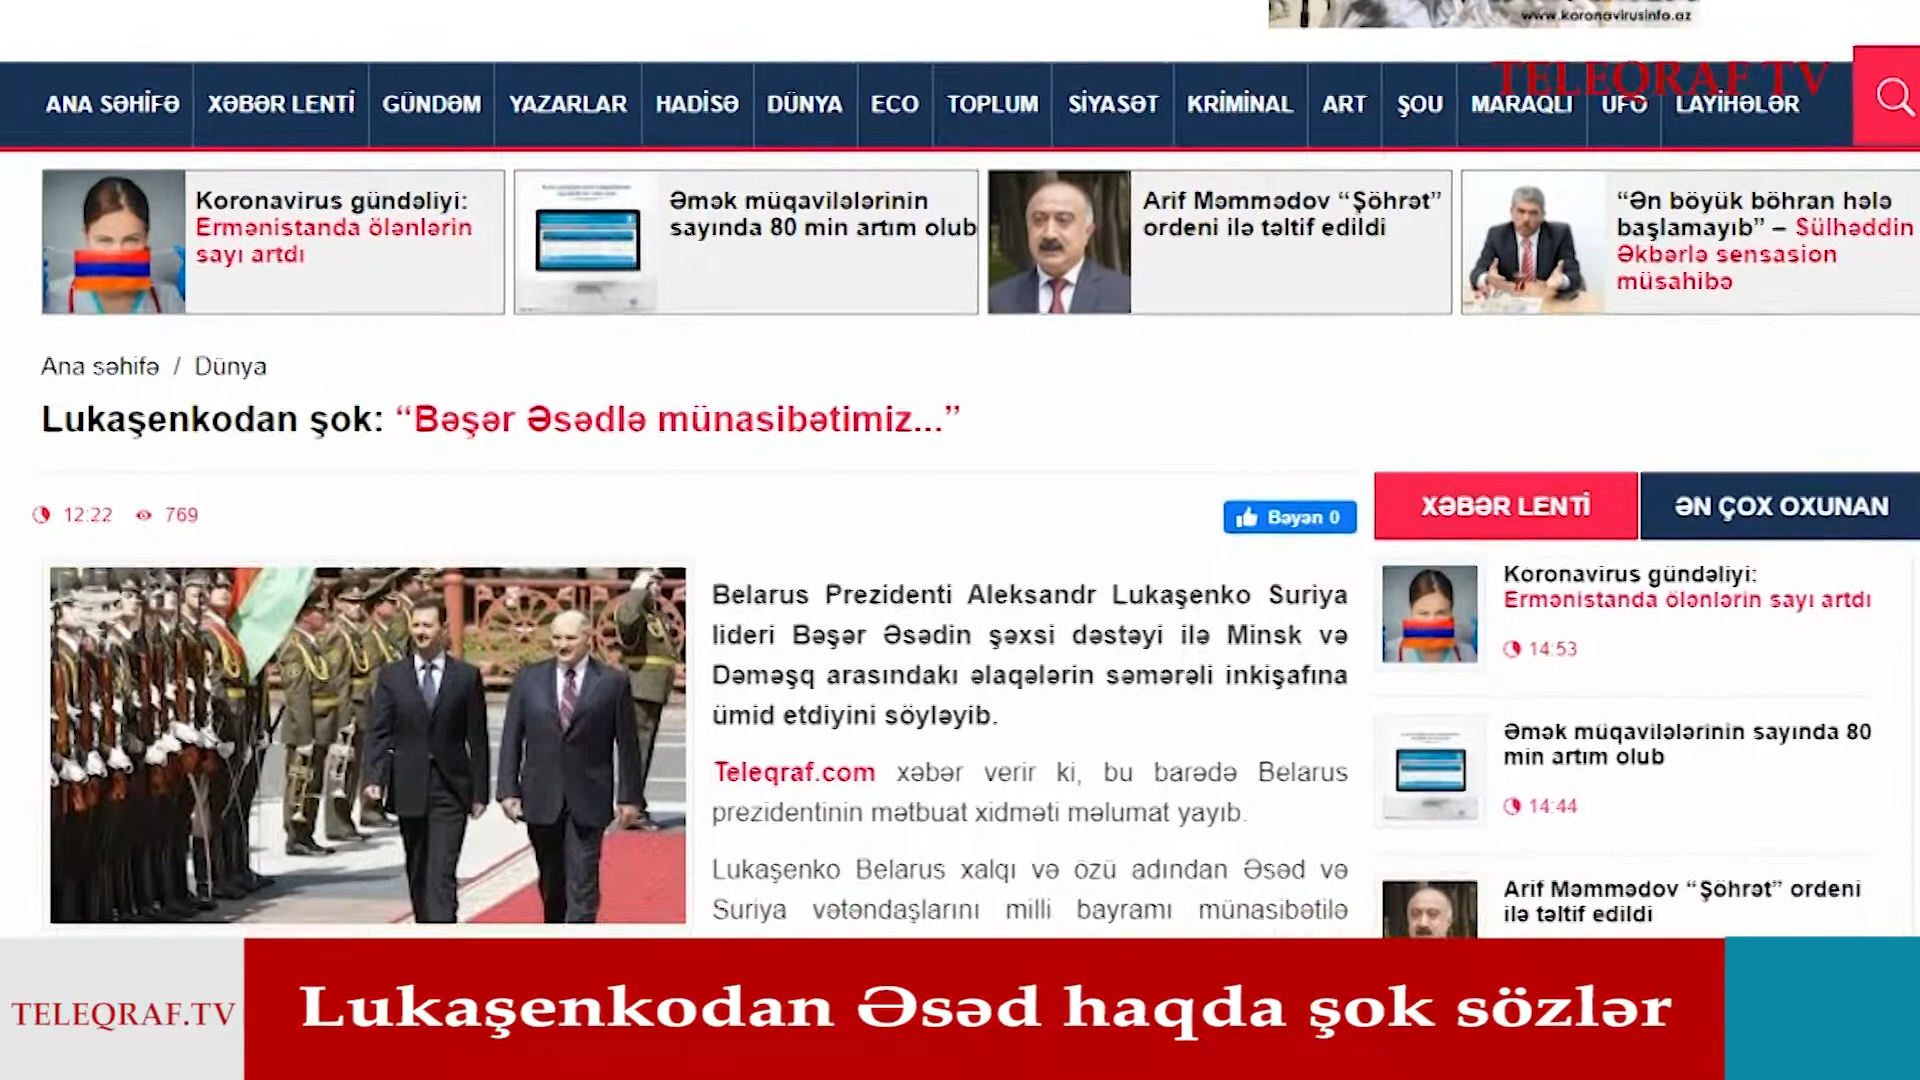 www.koronavirusinfo.az
TELEQRAF TV
ANA SƏHİFƏ XƏBƏR LENTİ GÜNDƏM YAZARLAR HADİSƏ DÜNYA ECO TOPLUM SİYASƏT KRİMİNAL ART ŞOU MARAQLI UFO LAYİHƏLƏR
Koronavirus gündəliyi:
Ermənistanda ölənlərin
sayı artdı
Əmək müqavilələrinin
sayında 80 min artım olub
Arif Məmmədov “Şöhrət”
ordeni ilə təltif edildi
“Ən böyük böhran hələ
başlamayıb” – Sülhəddin
Əkbərlə sensasion
müsahibə
Ana səhifə / Dünya
Lukaşenkodan şok: “Bəşər Əsədlə münasibətimiz...”
12:22 769
Bəyən 0
XƏBƏR LENTİ ƏN ÇOX OXUNAN
Belarus Prezidenti Aleksandr Lukaşenko Suriya
lideri Bəşər Əsədin şəxsi dəstəyi ilə Minsk və
Dəməşq arasındakı əlaqələrin səmərəli inkişafına
ümid etdiyini söyləyib.
Teleqraf.com xəbər verir ki, bu barədə Belarus
prezidentinin mətbuat xidməti məlumat yayıb.
Lukaşenko Belarus xalqı və özü adından Əsəd və
Suriya vətəndaşlarını milli bayramı münasibətilə
Koronavirus gündəliyi:
Ermənistanda ölənlərin sayı artdı
14:53
Əmək müqavilələrinin sayında 80
min artım olub
14:44
Arif Məmmədov “Şöhrət” ordeni
ilə təltif edildi
TELEQRAF.TV
Lukaşenkodan Əsəd haqda şok sözlər